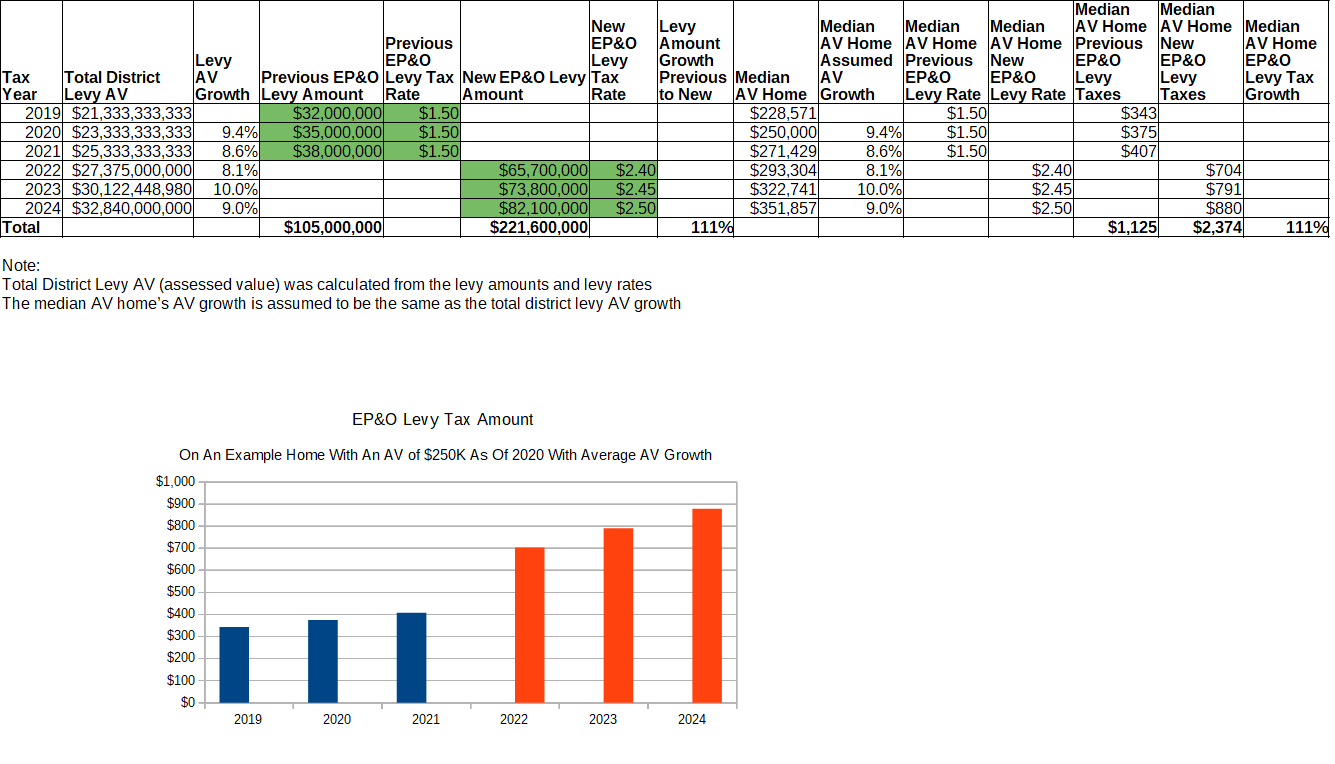 Tax Year	Total District Levy AV	Levy AV Growth	Previous EP&O Levy Amount	Previous EP&O Levy Tax Rate	New EP&O Levy Amount	New EP&O Levy Tax Rate	Levy Amount Growth Previous to New	Median AV Home	Median AV Home Assumed AV Growth	Median AV Home Previous EP&O Levy Rate	Median AV Home New EP&O Levy Rate	Median AV Home Previous EP&O Levy Taxes	Median AV Home New EP&O Levy Taxes	Median AV Home EP&O Levy Tax Growth
2019 $21,333,333,333 $32,000,000 $1.50 $228,571 $1.50 $343
2020 $23,333,333,333 9.4% $35,000,000 $1.50 $250,000 9.4% $1.50 $375
2021 $25,333,333,333 8.6% $38,000,000 $1.50 $271,429 8.6% $1.50 $407
2022 $27,375,000,000 8.1% $65,700,000 $2.40 $293,304 8.1% $2.40 $704
2023 $30,122,448,980 10.0% $73,800,000 $2.45 $322,741 10.0% $2.45 $791
2024 $32,840,000,000 9.0% $82,100,000 $2.50 $351,857 9.0% $2.50 $880
Total $105,000,000 $221,600,000 111% $1,125 $2,374 111%
Note:
Total District Levy AV (assessed value) was calculated from the levy amounts and levy rates
The median AV home's AV growth is assumed to be the same as the total district levy AV growth
EP&O Levy Tax Amount
On An Example Home With An AV of $250K As Of 2020 With Average AV Growth
$1,000
$900
$800
$700
$600
$500
$400
$300
$200
$100
$0
2019 2020 2021 2022 2023 2024